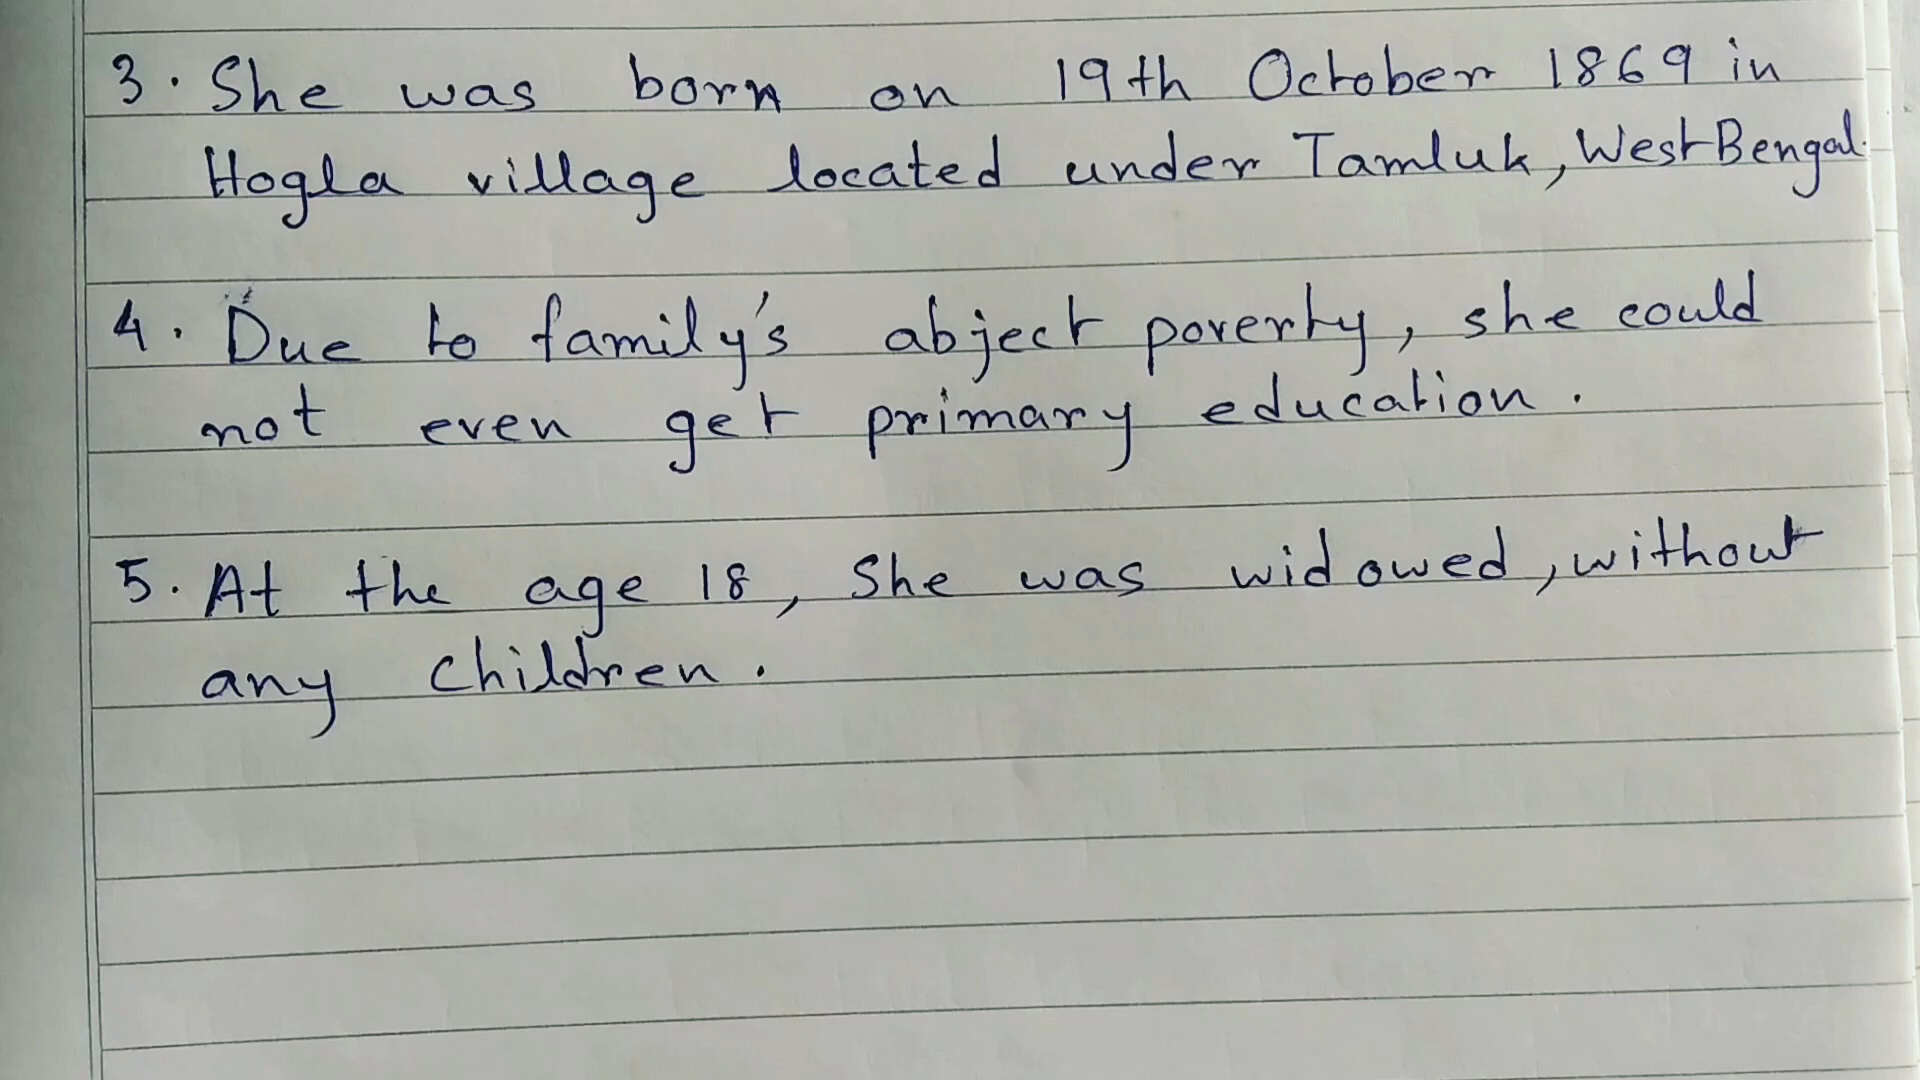 3. She was born on 19th October 1869 in
Hogla village located under Tamluk, West Bengal.
4. Due to family's abject poverty, she could
not even get primary education.
5. At the age 18, She was widowed, without
any children.